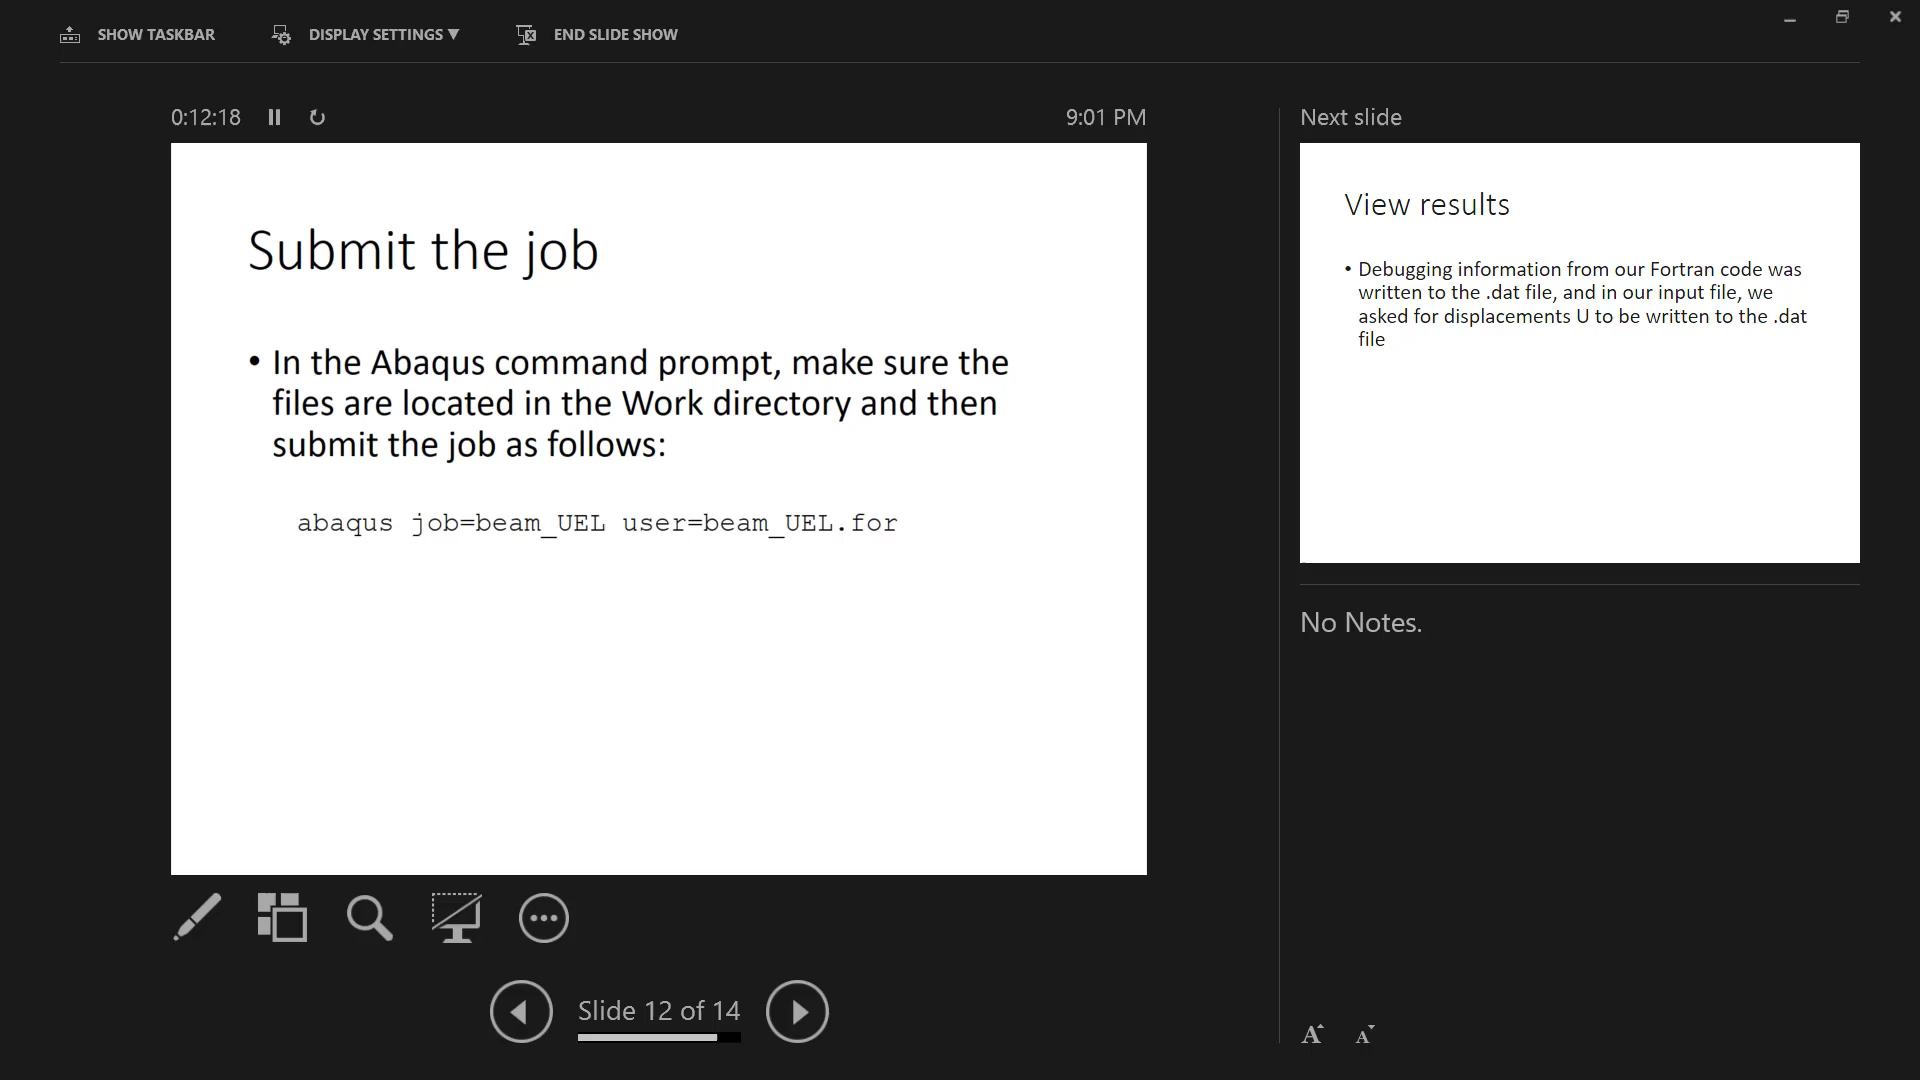 SHOW TASKBAR
DISPLAY SETTINGS ▼
END SLIDE SHOW
0:12:18
9:01 PM
Submit the job
• In the Abaqus command prompt, make sure the
files are located in the Work directory and then
submit the job as follows:
abaqus job=beam_UEL user=beam_UEL.for
Slide 12 of 14
Next slide
View results
• Debugging information from our Fortran code was
written to the .dat file, and in our input file, we
asked for displacements U to be written to the .dat
file
No Notes.
A A